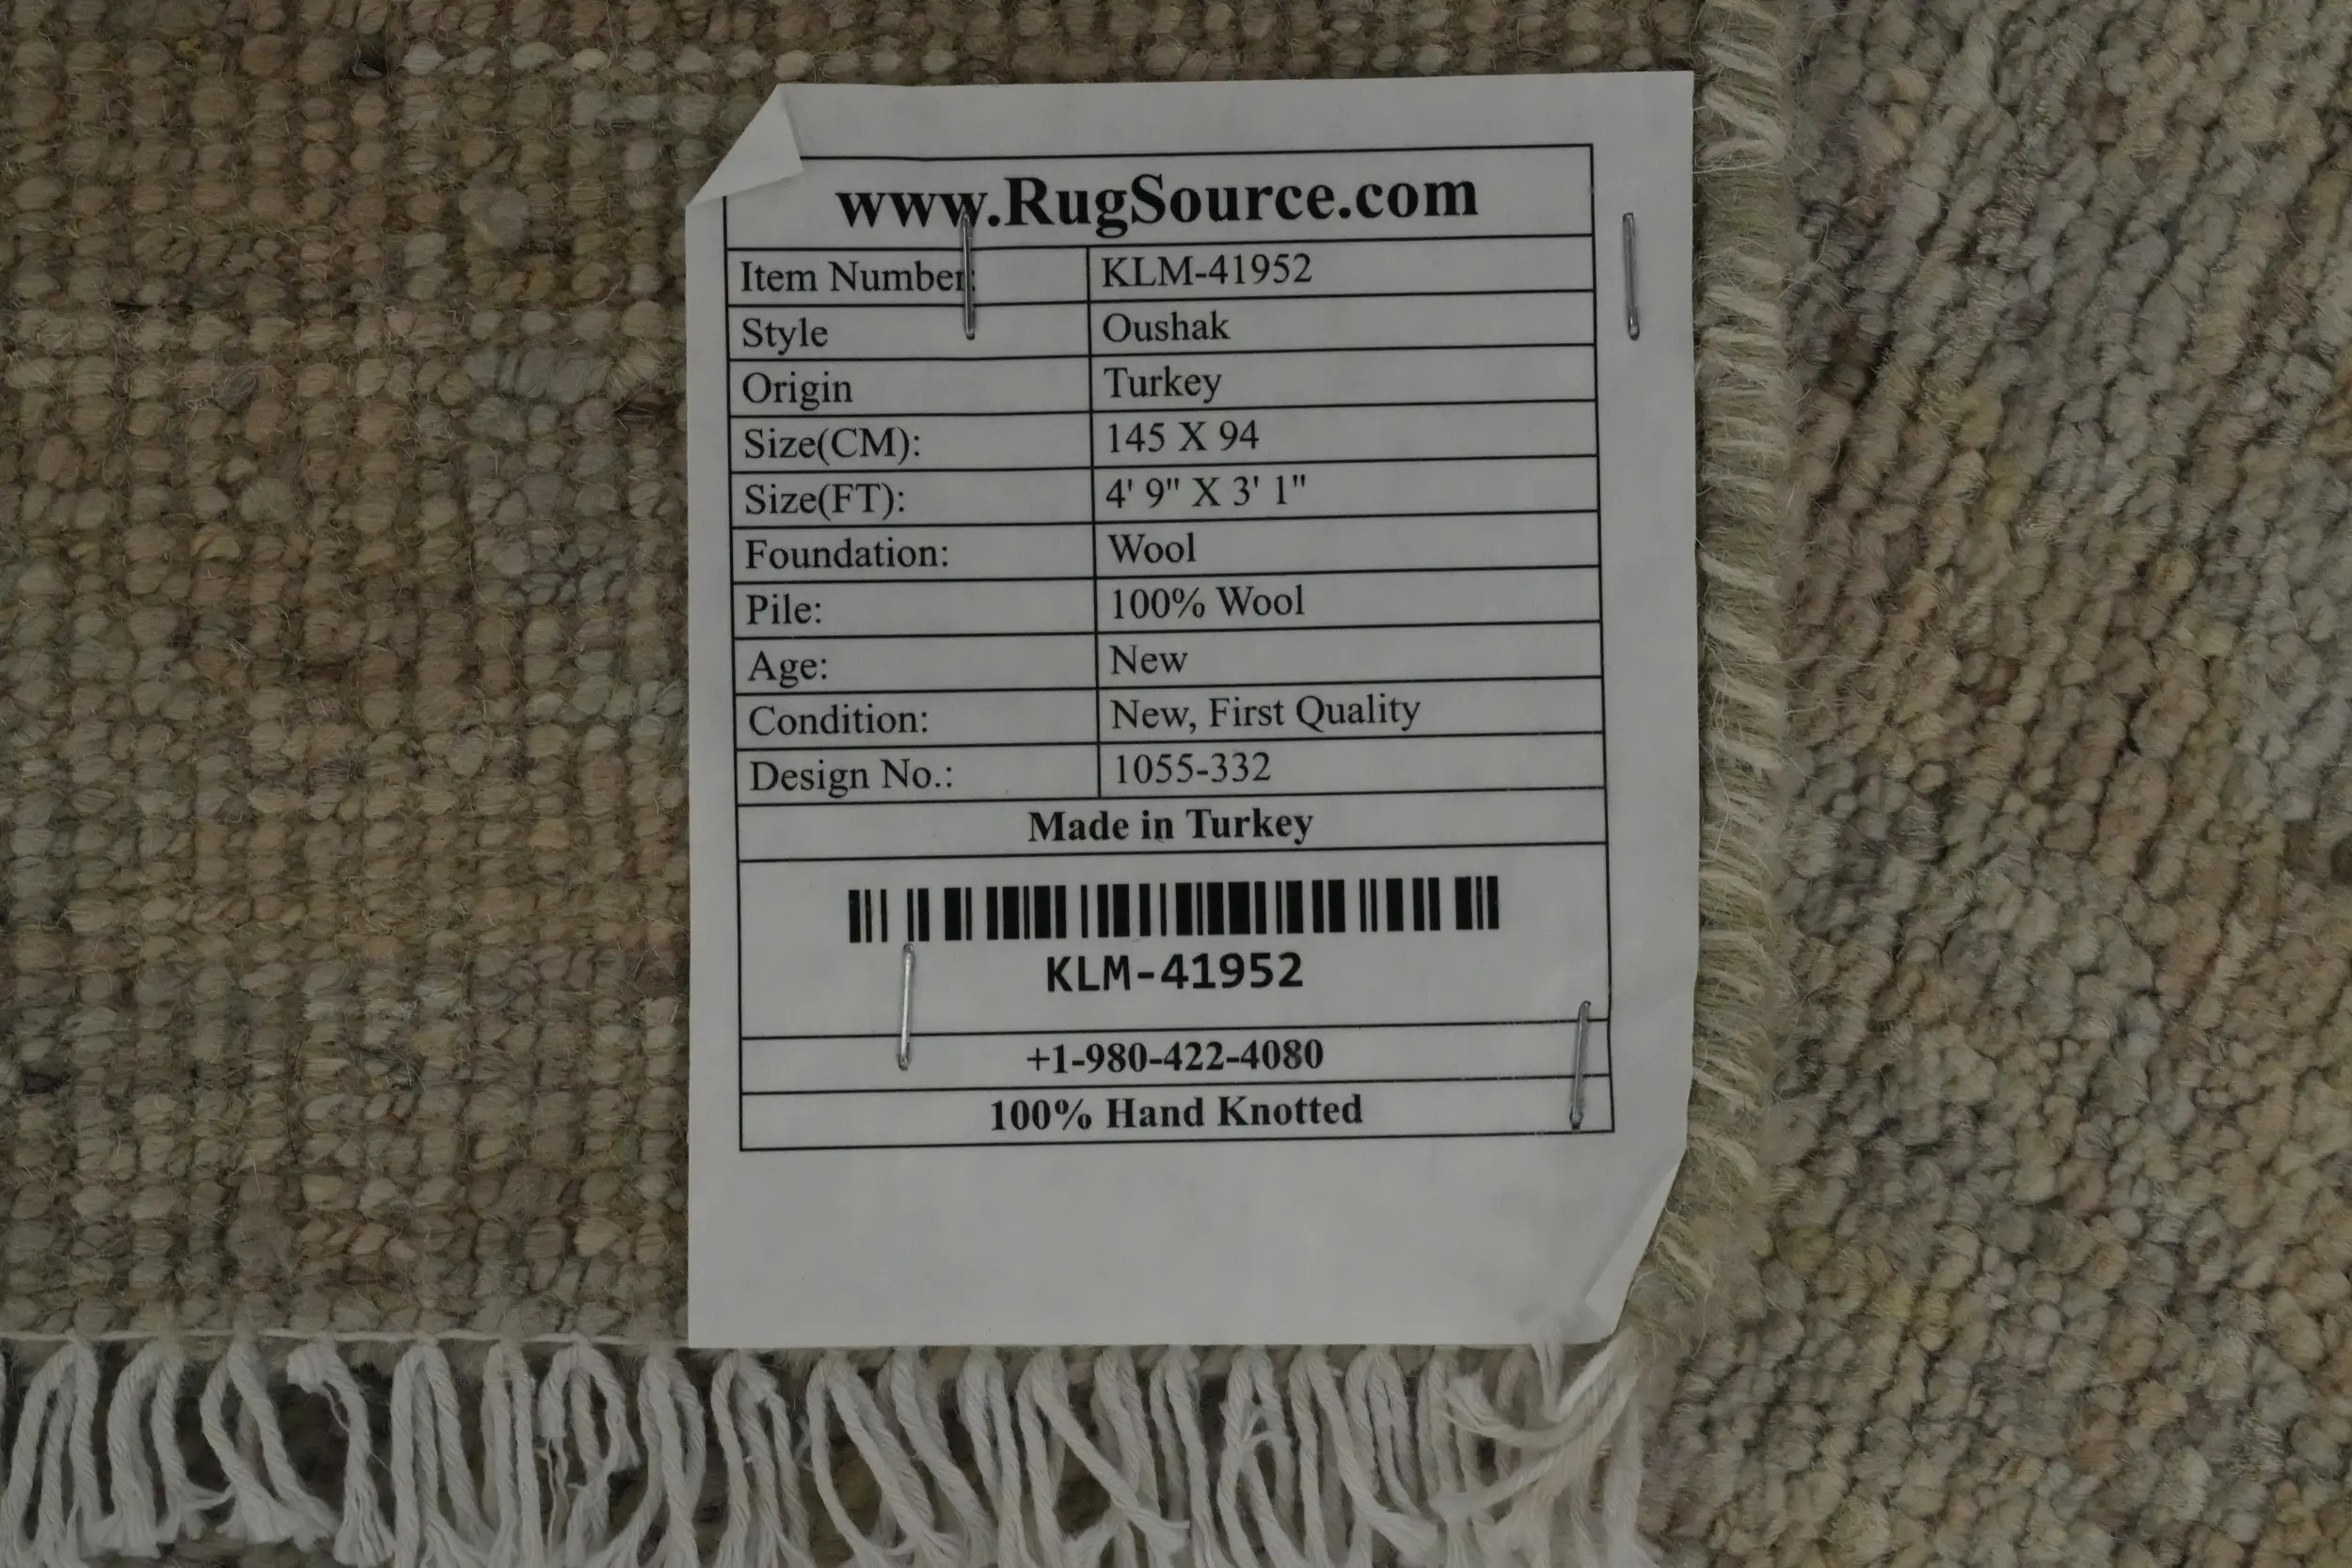 www.RugSource.com
Item Number: KLM-41952
Style Oushak
Origin Turkey
Size(CM): 145 X 94
Size(FT): 4' 9" X 3' 1"
Foundation: Wool
Pile: 100% Wool
Age: New
Condition: New, First Quality
Design No.: 1055-332
Made in Turkey
KLM-41952
+1-980-422-4080
100% Hand Knotted